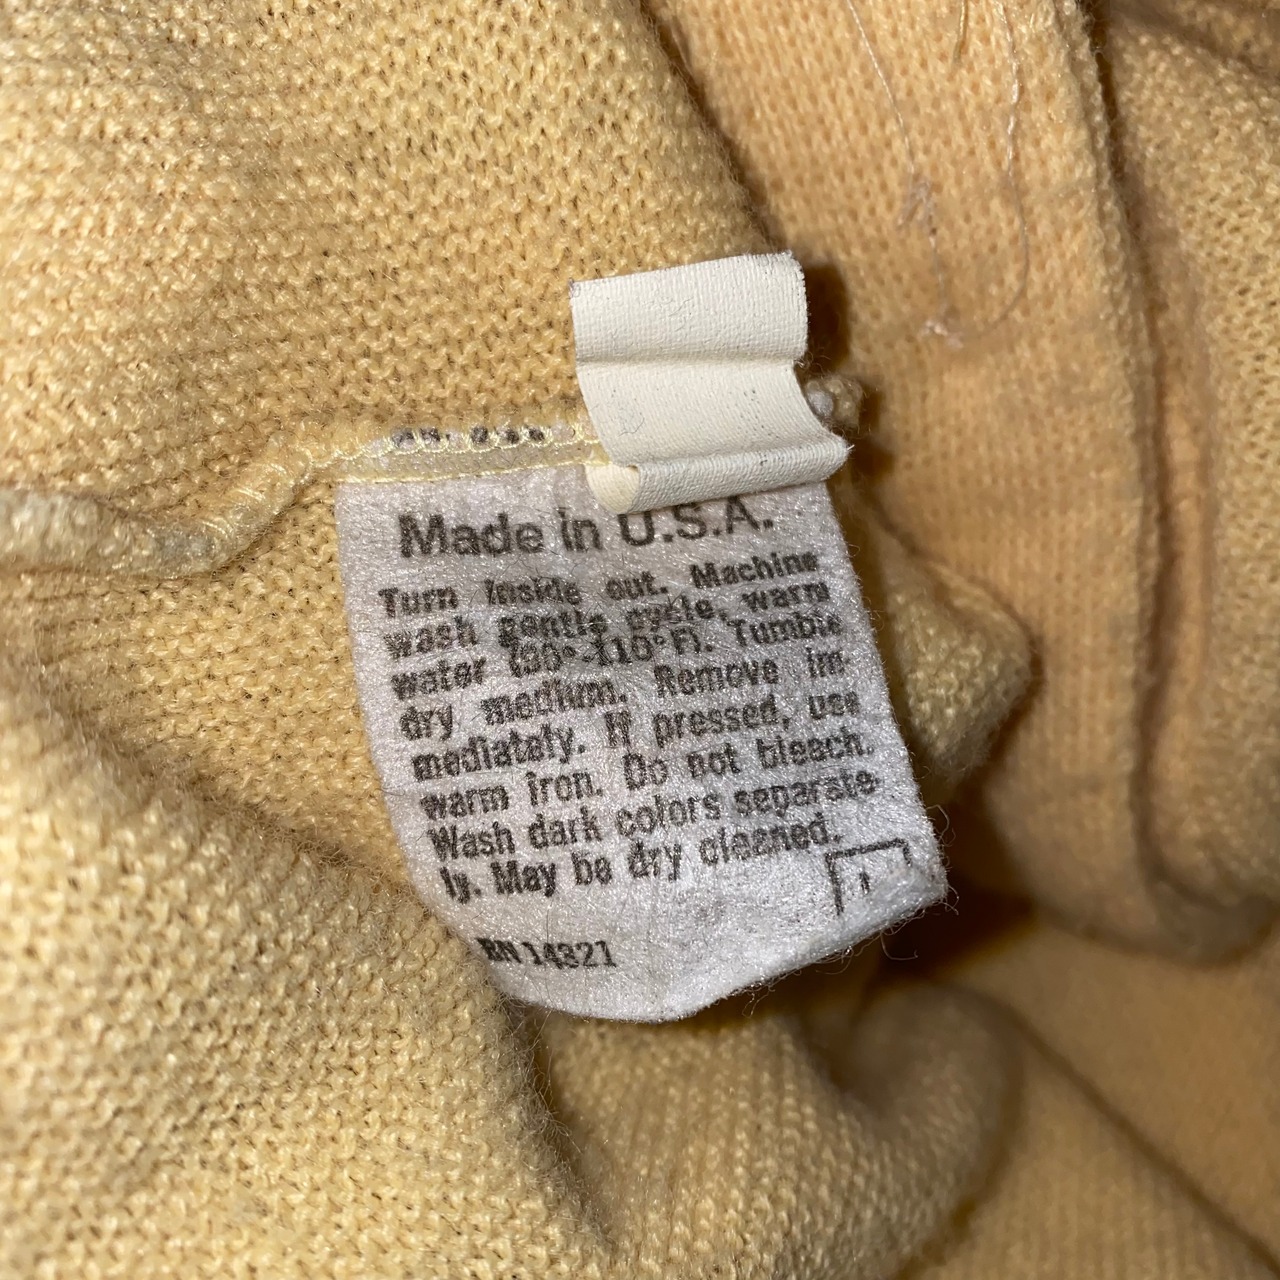 Made in U.S.A.
Turn inside out. Machine
wash gentle cycle, warm
water (90°-110°F). Tumble
dry medium. Remove im-
mediately. If pressed, use
warm iron. Do not bleach.
Wash dark colors separate-
ly. May be dry cleaned.
RN 14321